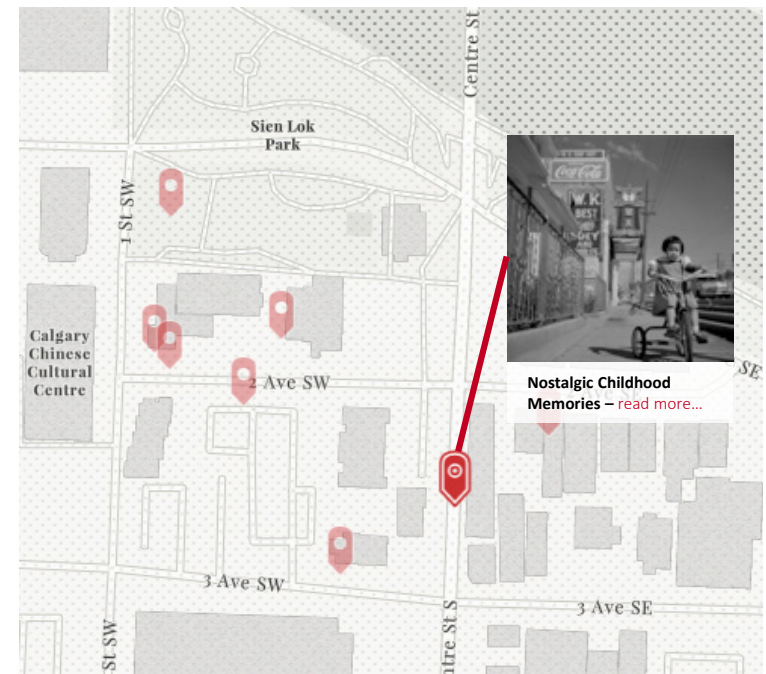 Centre St
Sien Lok
Park
1 St SW
Coca-Cola
W.K
BEST
Calgary
Chinese
Cultural
Centre
2 Ave SW
SE
Nostalgic Childhood
Memories – read more...
3 Ave SW
3 Ave SE
St SW
ntre St S